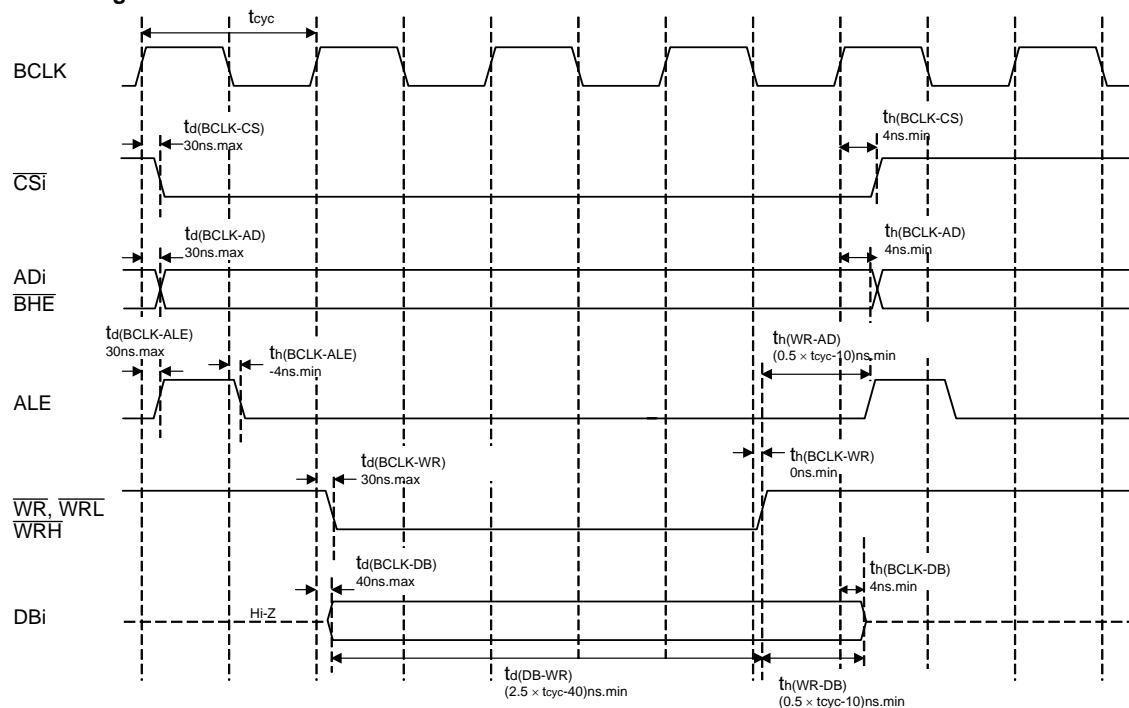 tcyc
BCLK
td(BCLK-CS)
30ns.max
th(BCLK-CS)
4ns.min
CSi
td(BCLK-AD)
30ns.max
th(BCLK-AD)
4ns.min
ADi
BHE
td(BCLK-ALE)
30ns.max
th(BCLK-ALE)
-4ns.min
th(WR-AD)
(0.5 × tcyc-10)ns.min
ALE
td(BCLK-WR)
30ns.max
th(BCLK-WR)
0ns.min
WR, WRL
WRH
td(BCLK-DB)
40ns.max
th(BCLK-DB)
4ns.min
DBi
Hi-Z
td(DB-WR)
(2.5 × tcyc-40)ns.min
th(WR-DB)
(0.5 × tcyc-10)ns.min